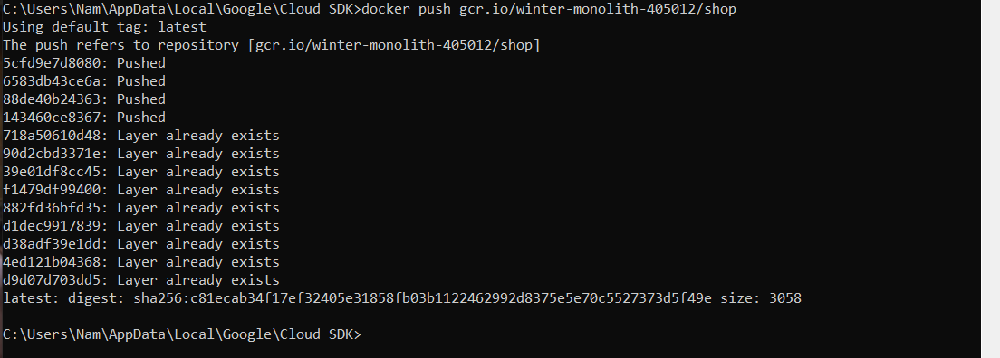 C:\Users\Nam\AppData\Local\Google\Cloud SDK>docker push gcr.io/winter-monolith-405012/shop
Using default tag: latest
The push refers to repository [gcr.io/winter-monolith-405012/shop]
5cfd9e7d8080: Pushed
6583db43ce6a: Pushed
88de40b24363: Pushed
143460ce8367: Pushed
718a50610d48: Layer already exists
90d2cbd3371e: Layer already exists
39e01df8cc45: Layer already exists
f1479df99400: Layer already exists
882fd36bfd35: Layer already exists
d1dec9917839: Layer already exists
d38adf39e1dd: Layer already exists
4ed121b04368: Layer already exists
d9d07d703dd5: Layer already exists
latest: digest: sha256:c81ecab34f17ef32405e31858fb03b1122462992d8375e5e70c5527373d5f49e size: 3058
C:\Users\Nam\AppData\Local\Google\Cloud SDK>